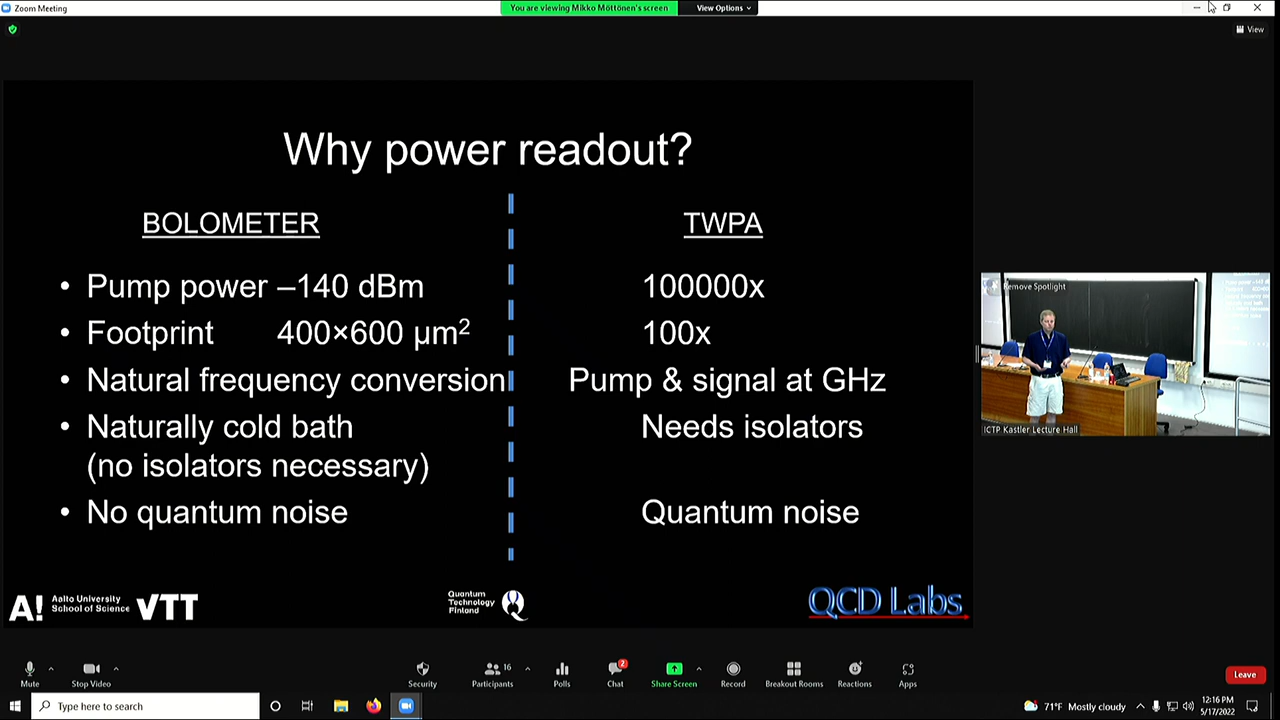 Zoom Meeting
You are viewing Mikko Möttönen's screen
View Options
View
Why power readout?
BOLOMETER
TWPA
• Pump power –140 dBm
100000x
• Footprint 400×600 µm²
100x
• Natural frequency conversion
Pump & signal at GHz
• Naturally cold bath
(no isolators necessary)
Needs isolators
• No quantum noise
Quantum noise
Remove Spotlight
ICTP Kastler Lecture Hall
A!
Aalto University
School of Science
VTT
Quantum
Technology
Finland
Q
QCD Labs
Mute
Stop Video
Security
16
Participants
Polls
2
Chat
Share Screen
Record
Breakout Rooms
Reactions
Apps
Leave
Type here to search
71°F Mostly cloudy
12:16 PM
5/17/2022